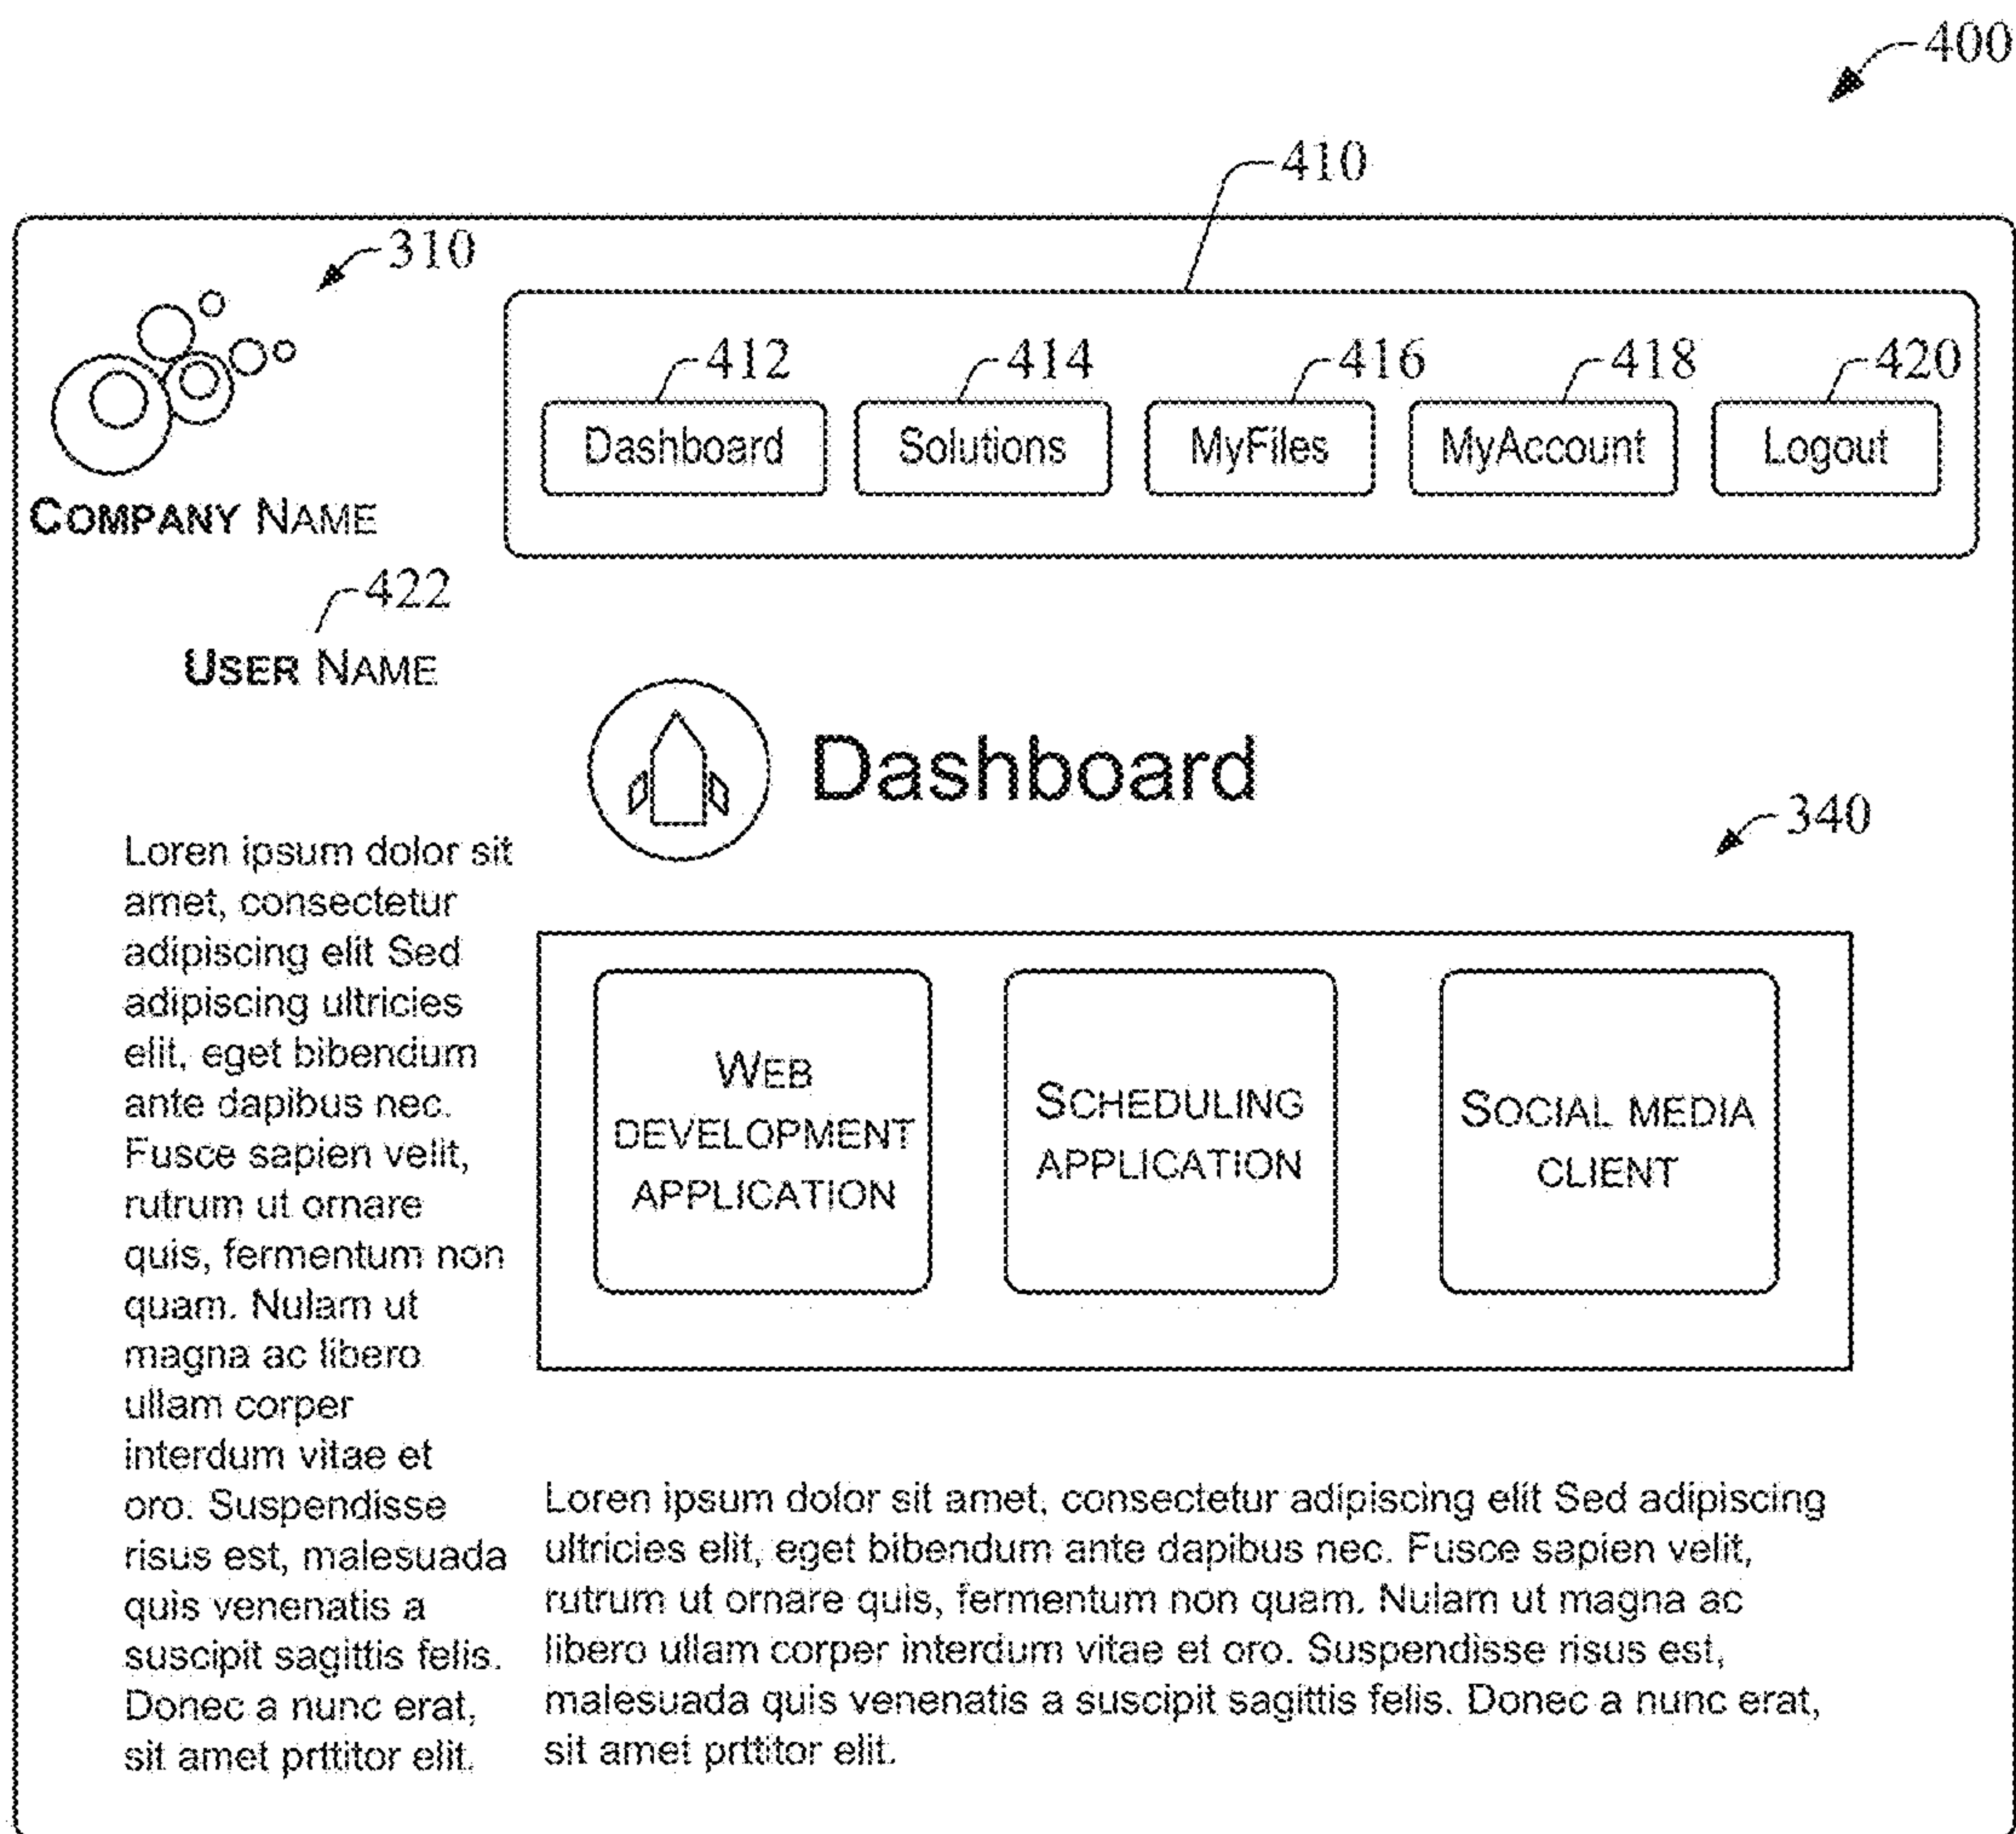 400
410
310
412
414
416
418
420
Dashboard
Solutions
MyFiles
MyAccount
Logout
COMPANY NAME
422
USER NAME
Dashboard
340
Loren ipsum dolor sit
amet, consectetur
adipiscing elit Sed
adipiscing ultricies
elit, eget bibendum
ante dapibus nec.
Fusce sapien velit,
rutrum ut ornare
quis, fermentum non
quam. Nulam ut
magna ac libero
ullam corper
interdum vitae et
oro. Suspendisse
risus est, malesuada
quis venenatis a
suscipit sagittis felis.
Donec a nunc erat,
sit amet prttitor elit.
WEB
DEVELOPMENT
APPLICATION
SCHEDULING
APPLICATION
SOCIAL MEDIA
CLIENT
Loren ipsum dolor sit amet, consectetur adipiscing elit Sed adipiscing
ultricies elit, eget bibendum ante dapibus nec. Fusce sapien velit,
rutrum ut ornare quis, fermentum non quam. Nulam ut magna ac
libero ullam corper interdum vitae et oro. Suspendisse risus est,
malesuada quis venenatis a suscipit sagittis felis. Donec a nunc erat,
sit amet prttitor elit.